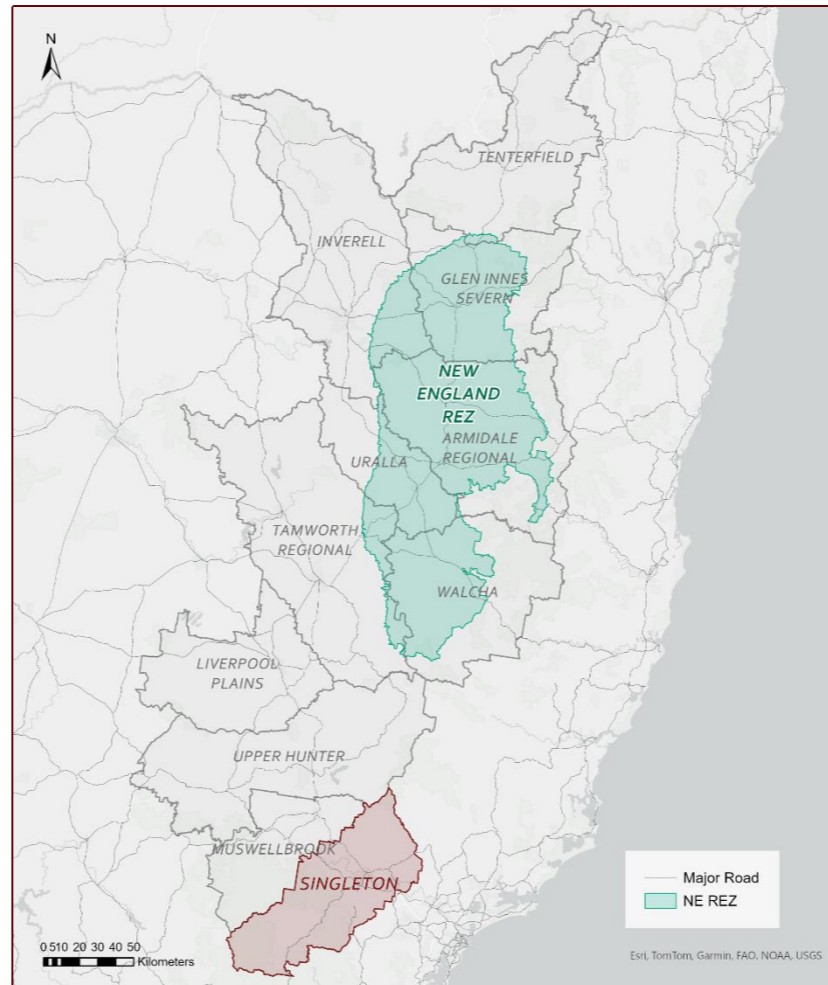 N
TENTERFIELD
INVERELL
GLEN INNES
SEVERN
NEW
ENGLAND
REZ
ARMIDALE
REGIONAL
URALLA
TAMWORTH
REGIONAL
WALCHA
LIVERPOOL
PLAINS
UPPER HUNTER
MUSWELLBROOK
SINGLETON
Major Road
NE REZ
0 5 10 20 30 40 50
Kilometers
Esri, TomTom, Garmin, FAO, NOAA, USGS